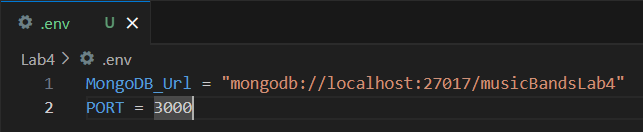 .env U
Lab4 > .env
1 MongoDB_Url = "mongodb://localhost:27017/musicBandsLab4"
2 PORT = 3000